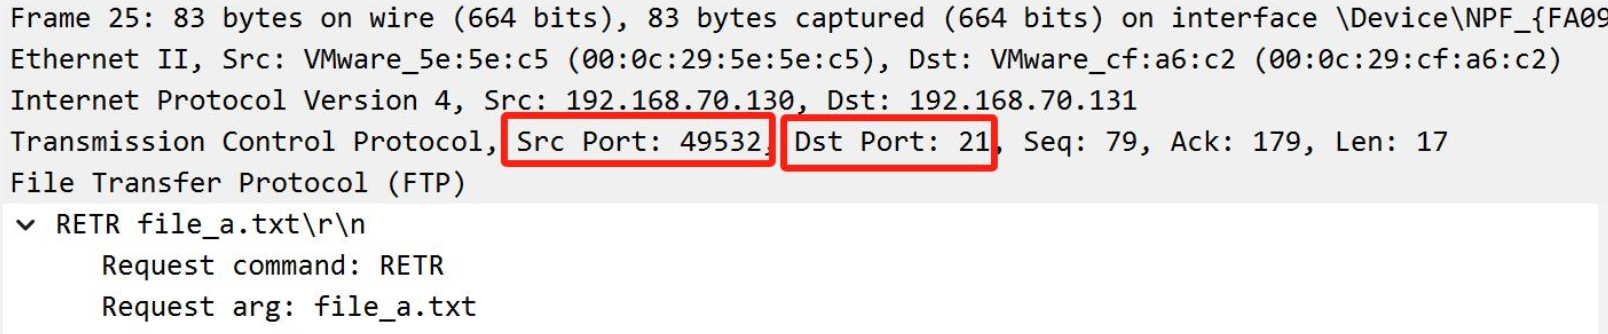 Frame 25: 83 bytes on wire (664 bits), 83 bytes captured (664 bits) on interface \Device\NPF_{FA09
Ethernet II, Src: VMware_5e:5e:c5 (00:0c:29:5e:5e:c5), Dst: VMware_cf:a6:c2 (00:0c:29:cf:a6:c2)
Internet Protocol Version 4, Src: 192.168.70.130, Dst: 192.168.70.131
Transmission Control Protocol, Src Port: 49532, Dst Port: 21, Seq: 79, Ack: 179, Len: 17
File Transfer Protocol (FTP)
RETR file_a.txt\r\n
Request command: RETR
Request arg: file_a.txt